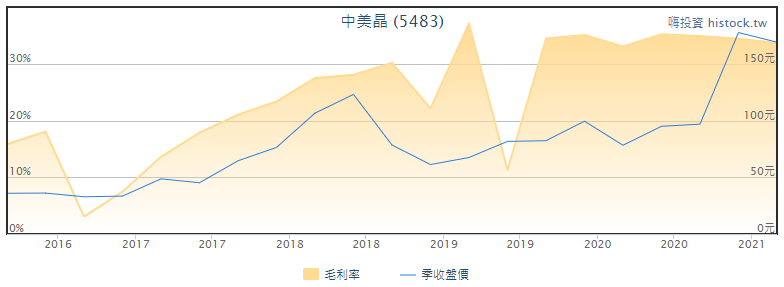 中美晶 (5483)
嗨投資 histock.tw
30%
150元
20%
100元
10%
50元
0%
0元
2016 2017 2017 2018 2018 2019 2019 2020 2020 2021
毛利率 季收盤價